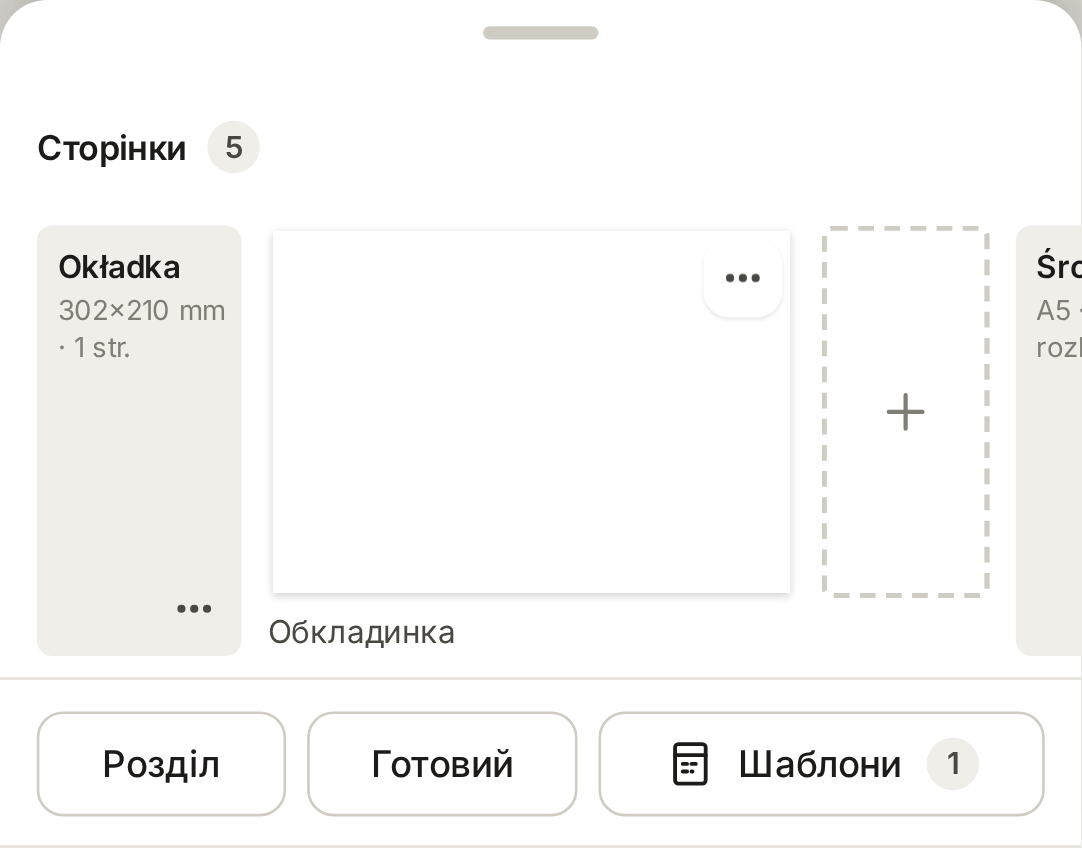 Сторінки 5
Okładka
302×210 mm
· 1 str.
Обкладинка
A5
Розділ
Готовий
Шаблони 1